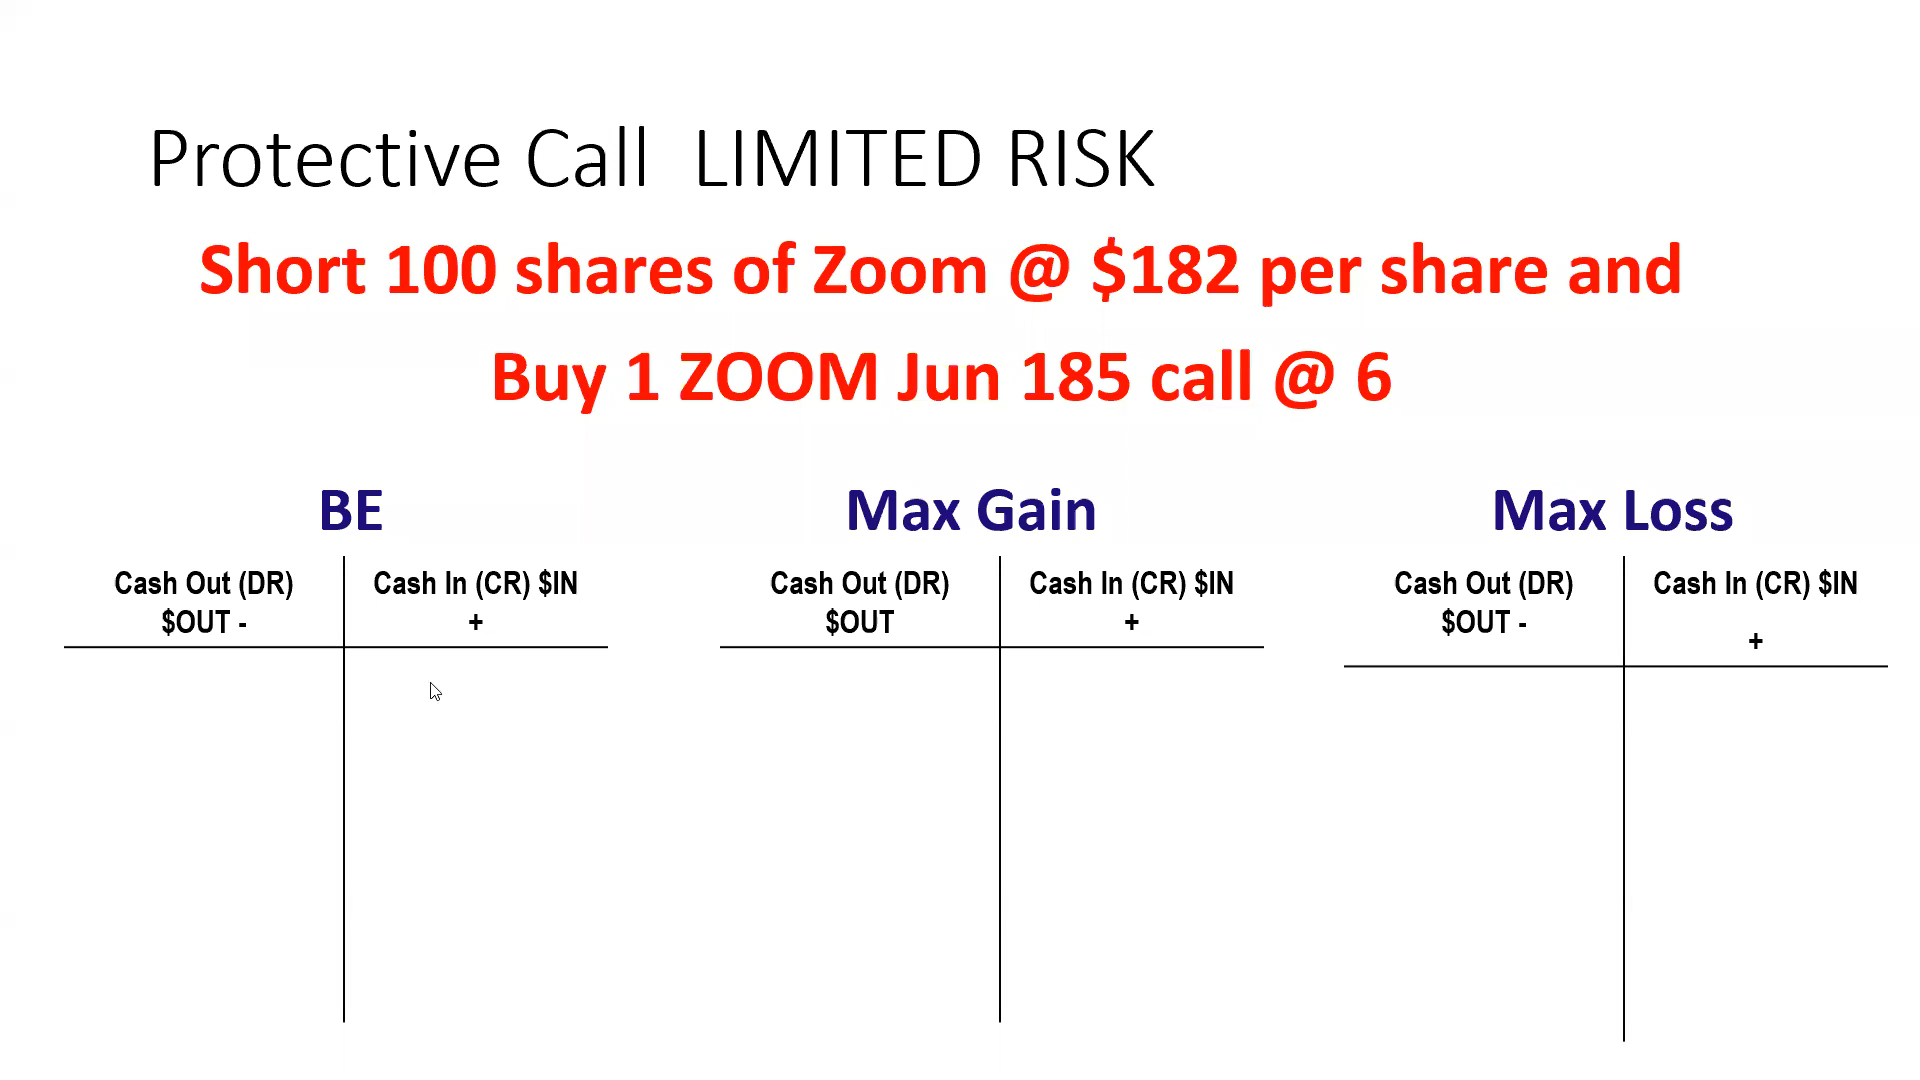 Protective Call  LIMITED RISK
Short 100 shares of Zoom @ $182 per share and
Buy 1 ZOOM Jun 185 call @ 6
BE
Cash Out (DR) Cash In (CR) $IN
$OUT - +
Max Gain
Cash Out (DR) Cash In (CR) $IN
$OUT +
Max Loss
Cash Out (DR) Cash In (CR) $IN
$OUT - +